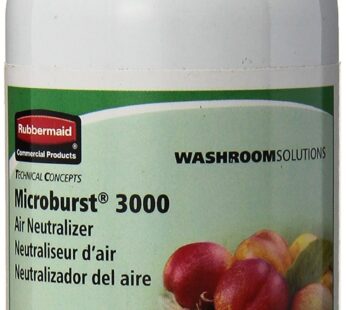 Rubbermaid
Commercial Products
WASHROOMSOLUTIONS
TECHNICAL CONCEPTS
Microburst® 3000
Air Neutralizer
Neutraliseur d'air
Neutralizador del aire